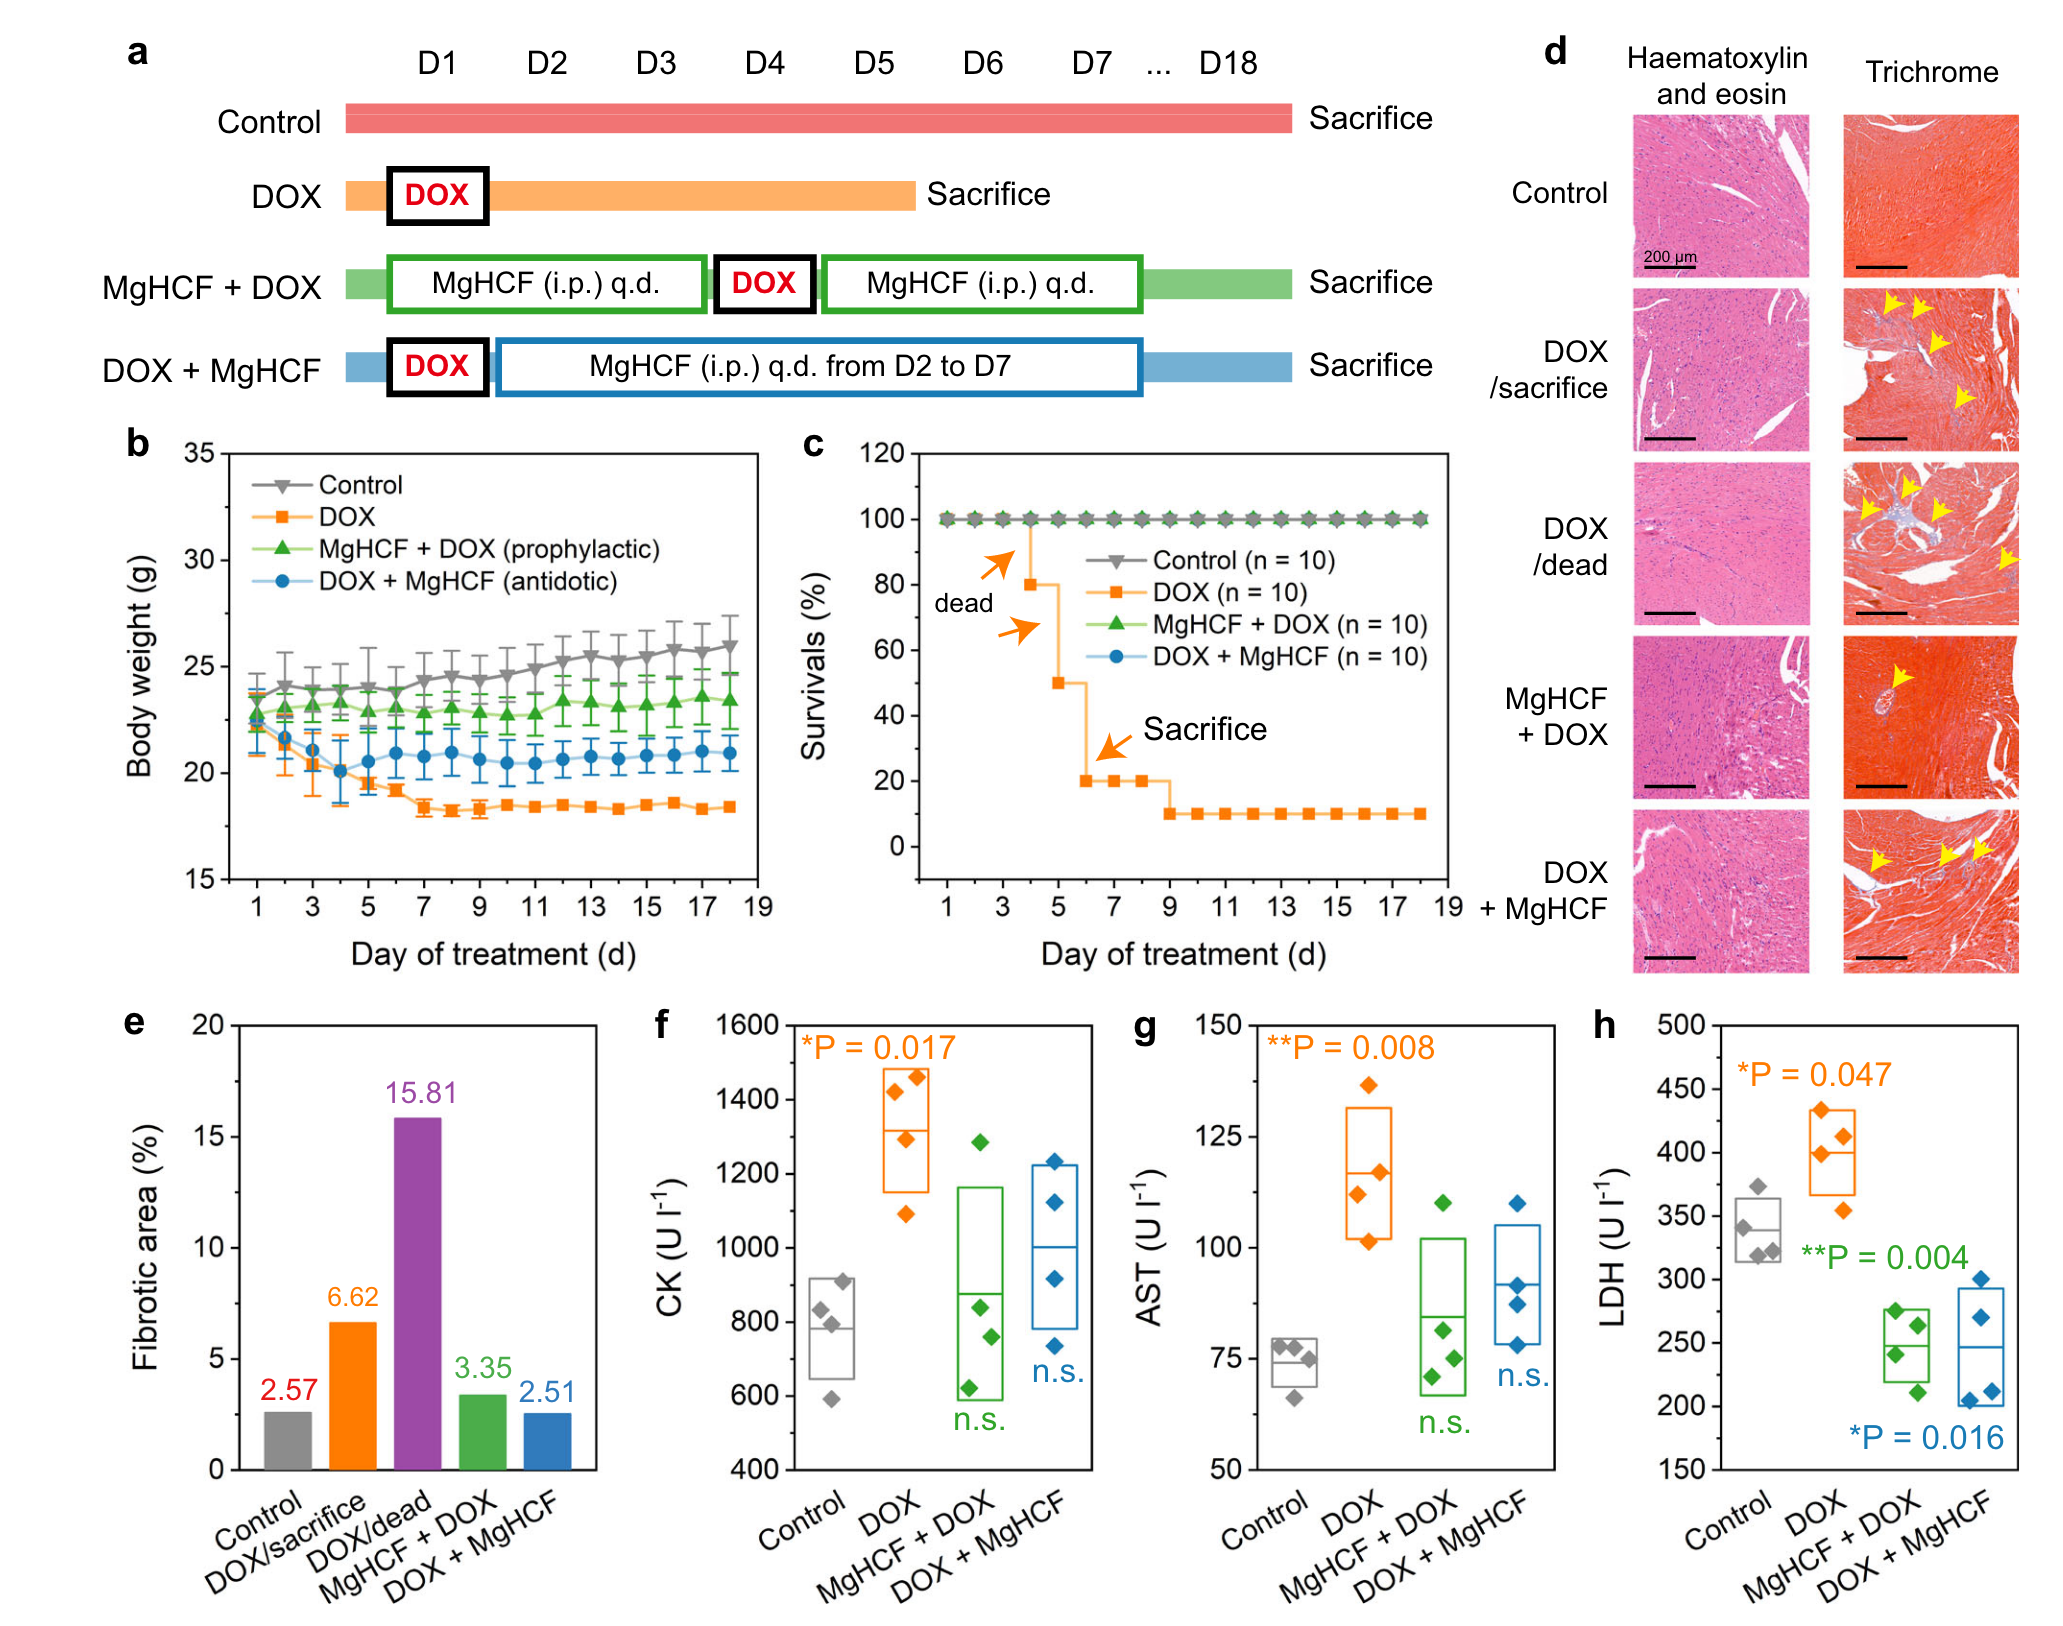 a
D1 D2 D3 D4 D5 D6 D7 ... D18
Control Sacrifice
DOX DOX Sacrifice
MgHCF + DOX MgHCF (i.p.) q.d. DOX MgHCF (i.p.) q.d. Sacrifice
DOX + MgHCF DOX MgHCF (i.p.) q.d. from D2 to D7 Sacrifice
b
Body weight (g)
35
30
25
20
15
Control
DOX
MgHCF + DOX (prophylactic)
DOX + MgHCF (antidotic)
1 3 5 7 9 11 13 15 17 19
Day of treatment (d)
c
Survivals (%)
120
100
80
60
40
20
0
dead
Sacrifice
Control (n = 10)
DOX (n = 10)
MgHCF + DOX (n = 10)
DOX + MgHCF (n = 10)
1 3 5 7 9 11 13 15 17 19
Day of treatment (d)
d
Haematoxylin
and eosin
Trichrome
Control
200 µm
DOX
/sacrifice
DOX
/dead
MgHCF
+ DOX
DOX
+ MgHCF
e
Fibrotic area (%)
20
15
10
5
0
2.57
6.62
15.81
3.35
2.51
Control
DOX/sacrifice
DOX/dead
MgHCF + DOX
DOX + MgHCF
f
CK (U l⁻¹)
1600
1400
1200
1000
800
600
400
*P = 0.017
n.s.
n.s.
Control
DOX
MgHCF + DOX
DOX + MgHCF
g
AST (U l⁻¹)
150
125
100
75
50
**P = 0.008
n.s.
n.s.
Control
DOX
MgHCF + DOX
DOX + MgHCF
h
LDH (U l⁻¹)
500
450
400
350
300
250
200
150
*P = 0.047
**P = 0.004
*P = 0.016
Control
DOX
MgHCF + DOX
DOX + MgHCF